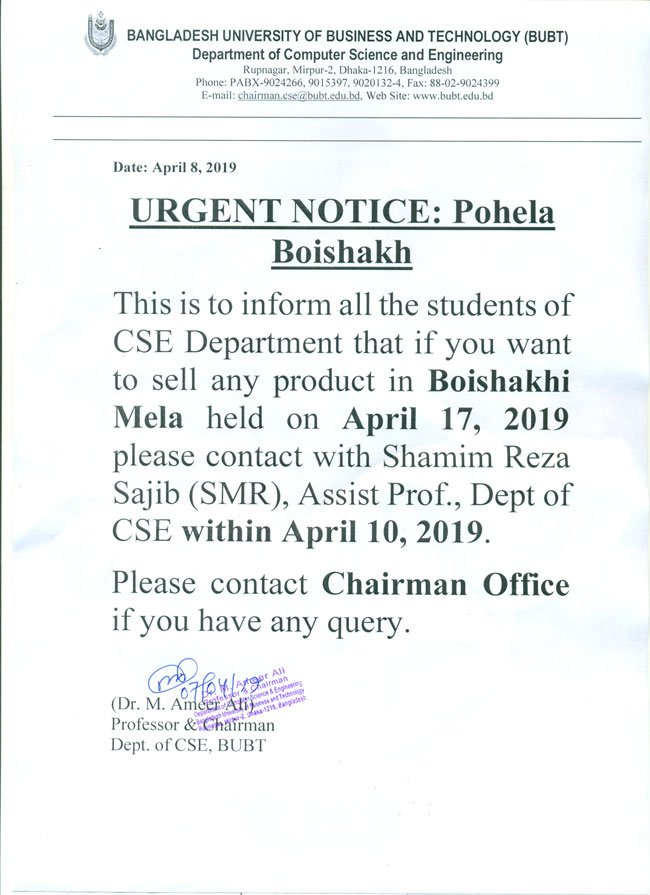 BANGLADESH UNIVERSITY OF BUSINESS AND TECHNOLOGY (BUBT)
Department of Computer Science and Engineering
Rupnagar, Mirpur-2, Dhaka-1216, Bangladesh
Phone: PABX-9024266, 9015397, 9020132-4, Fax: 88-02-9024399
E-mail: chairman.cse@bubt.edu.bd, Web Site: www.bubt.edu.bd
Date: April 8, 2019
URGENT NOTICE: Pohela
Boishakh
This is to inform all the students of
CSE Department that if you want
to sell any product in Boishakhi
Mela held on April 17, 2019
please contact with Shamim Reza
Sajib (SMR), Assist Prof., Dept of
CSE within April 10, 2019.
Please contact Chairman Office
if you have any query.
M. Ameer Ali
Professor & Chairman
Department of Computer Science & Engineering
Bangladesh University of Business and Technology
Mirpur-2, Dhaka-1216, Bangladesh.
(Dr. M. Ameer Ali)
Professor & Chairman
Dept. of CSE, BUBT